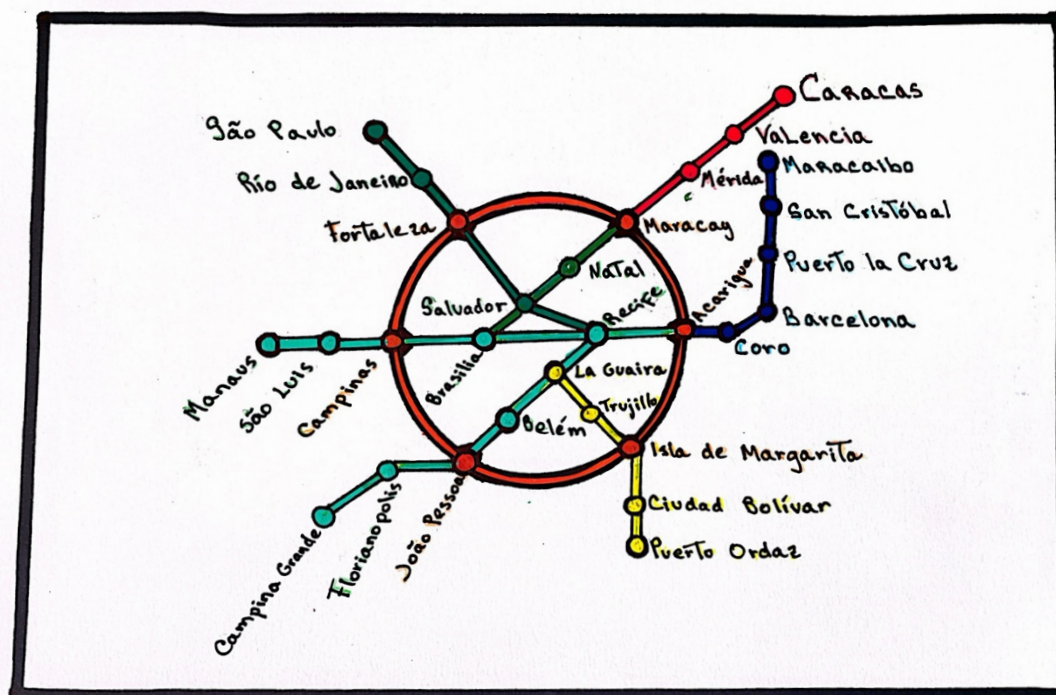 São Paulo
Caracas
Valencia
Río de Janeiro
Maracaibo
Mérida
San Cristóbal
Fortaleza
Maracay
Natal
Puerto la Cruz
Acarigua
Salvador
Recife
Barcelona
Coro
Manaus
São Luis
Campinas
Brasilia
La Guaira
Trujillo
Belém
Isla de Margarita
Ciudad Bolívar
Puerto Ordaz
João Pessoa
Florianopolis
Campina Grande